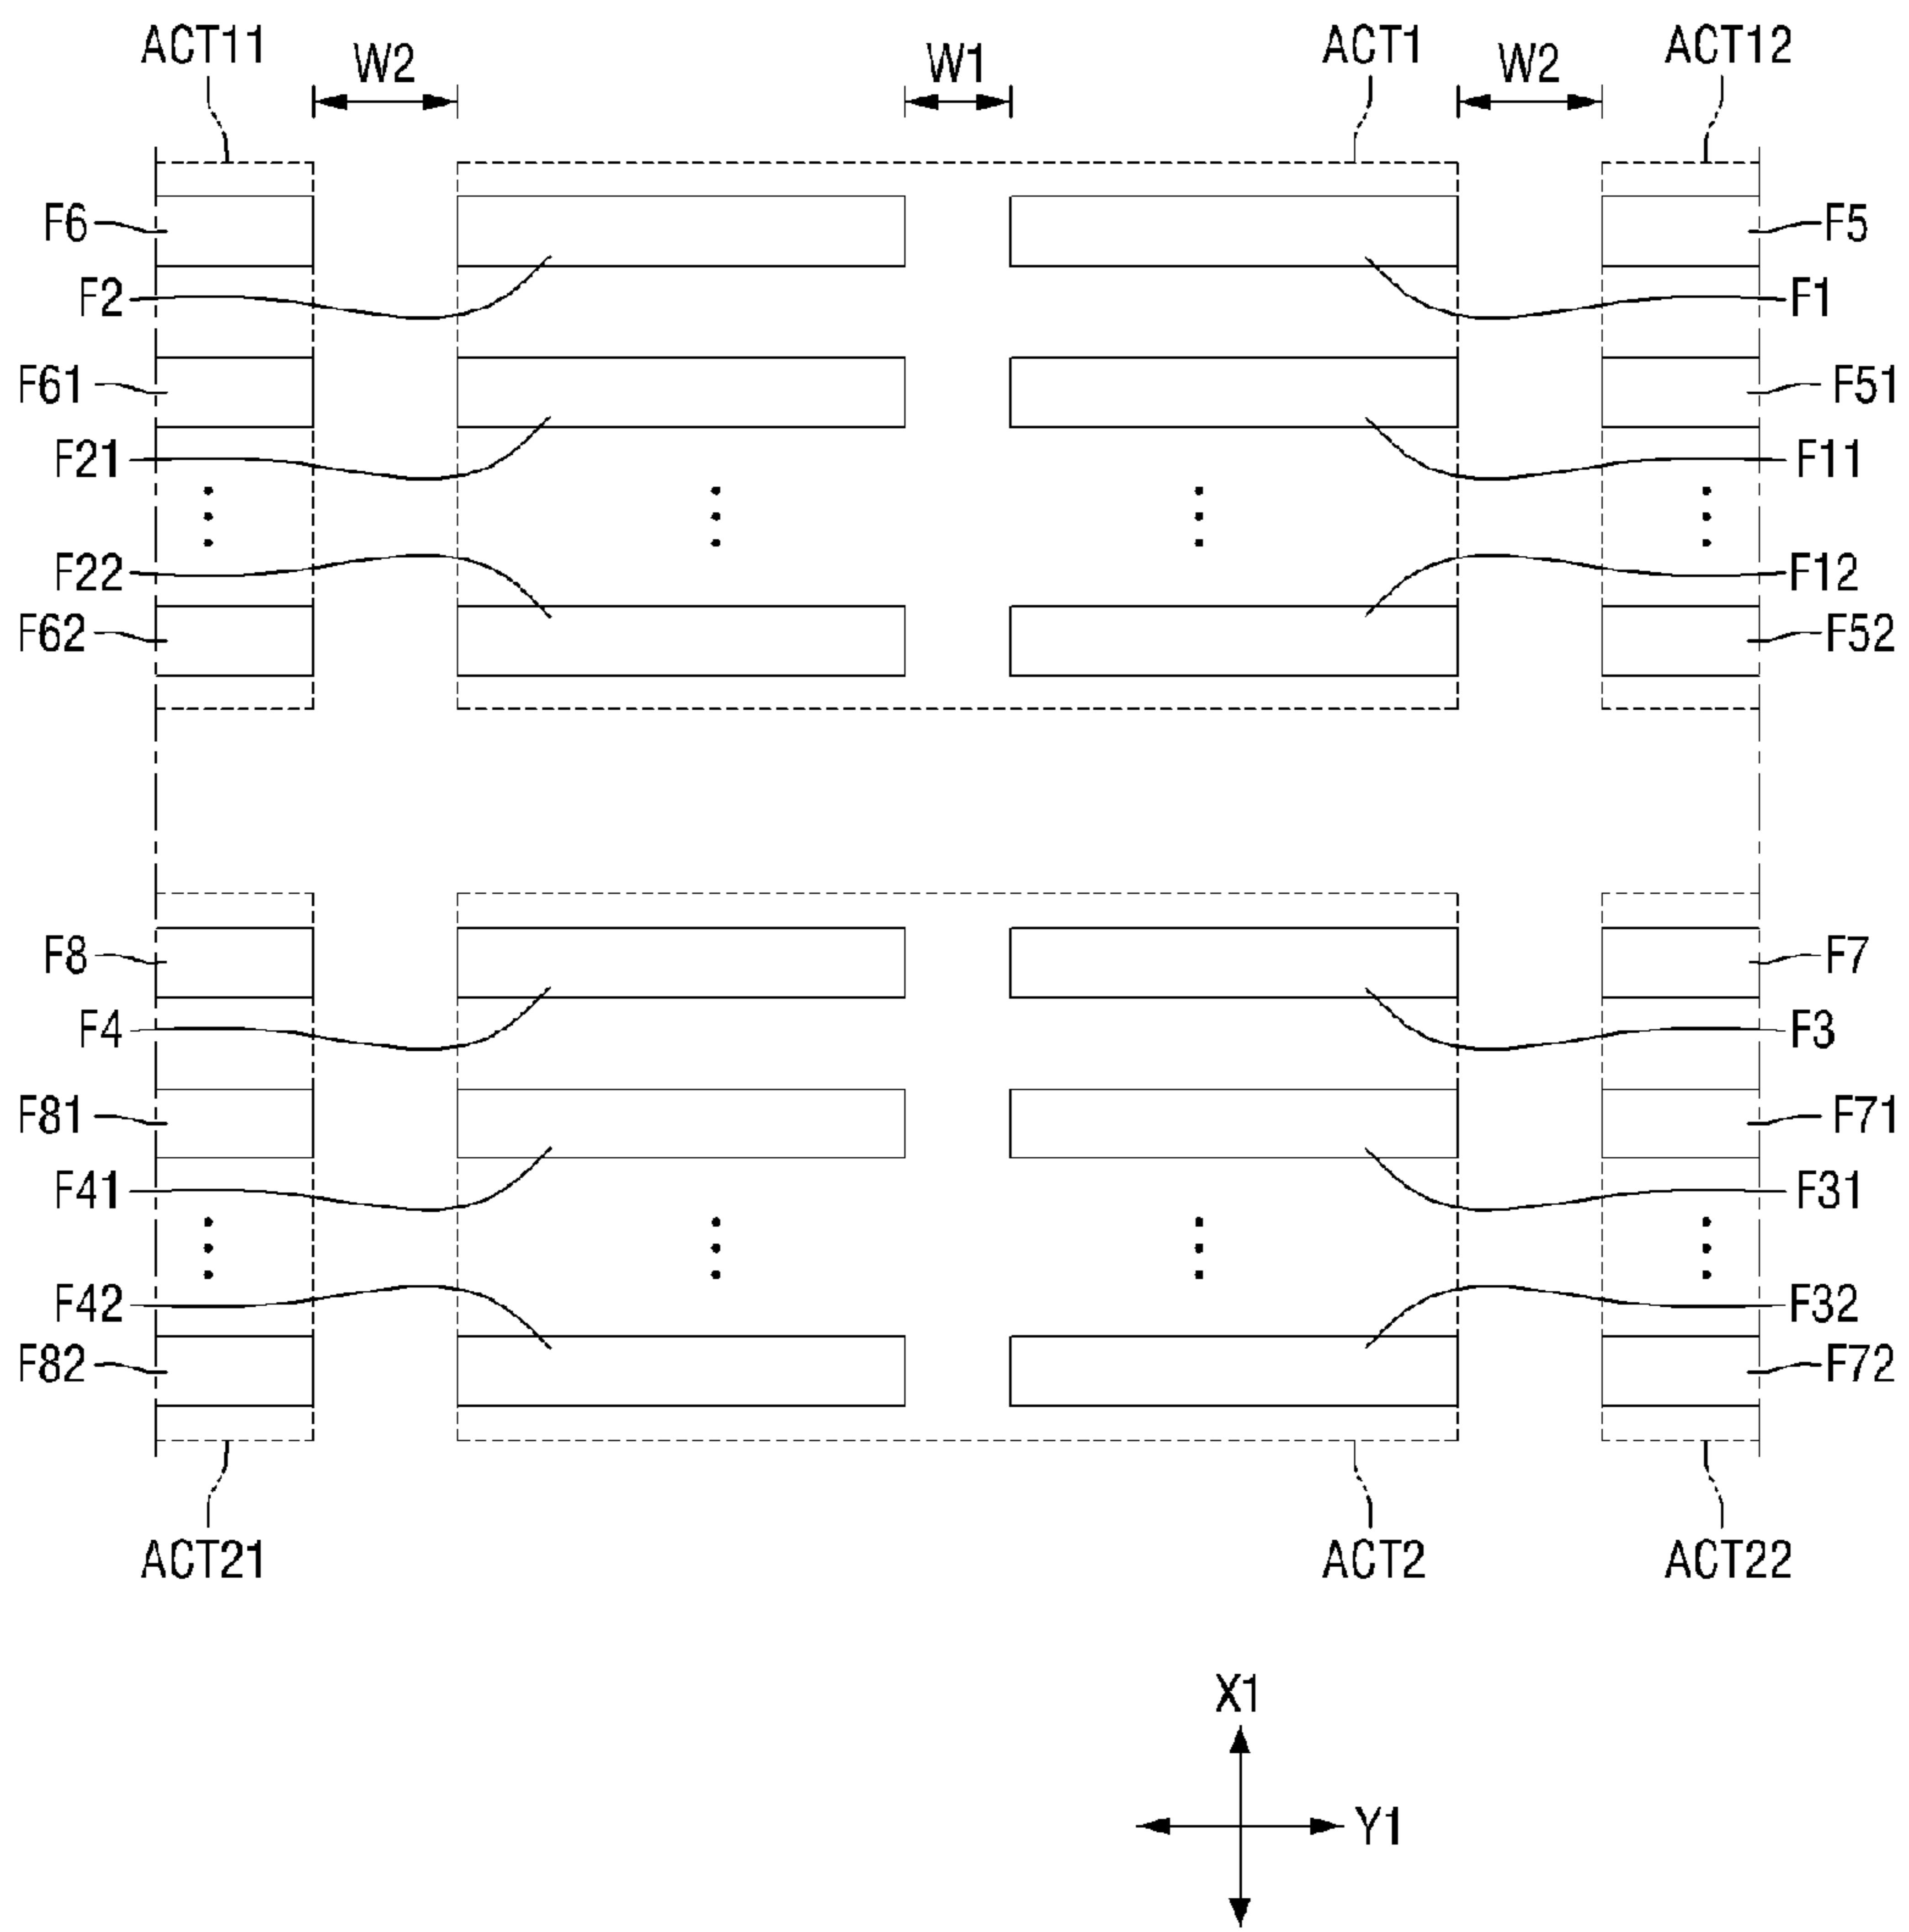 ACT11 W2 W1 ACT1 W2 ACT12
F6 F5
F2 F1
F61 F51
F21 F11
F22 F12
F62 F52
F8 F7
F4 F3
F81 F71
F41 F31
F42 F32
F82 F72
ACT21 ACT2 ACT22
X1
Y1